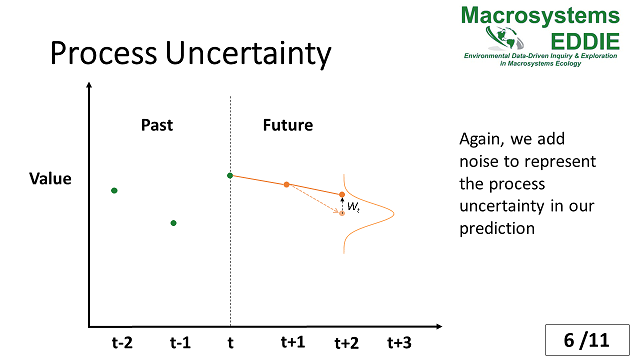 Macrosystems
EDDIE
Environmental Data-Driven Inquiry & Exploration
in Macrosystems Ecology
Process Uncertainty
Past
Future
Value
Wt
Again, we add
noise to represent
the process
uncertainty in our
prediction
t-2 t-1 t t+1 t+2 t+3
6 /11